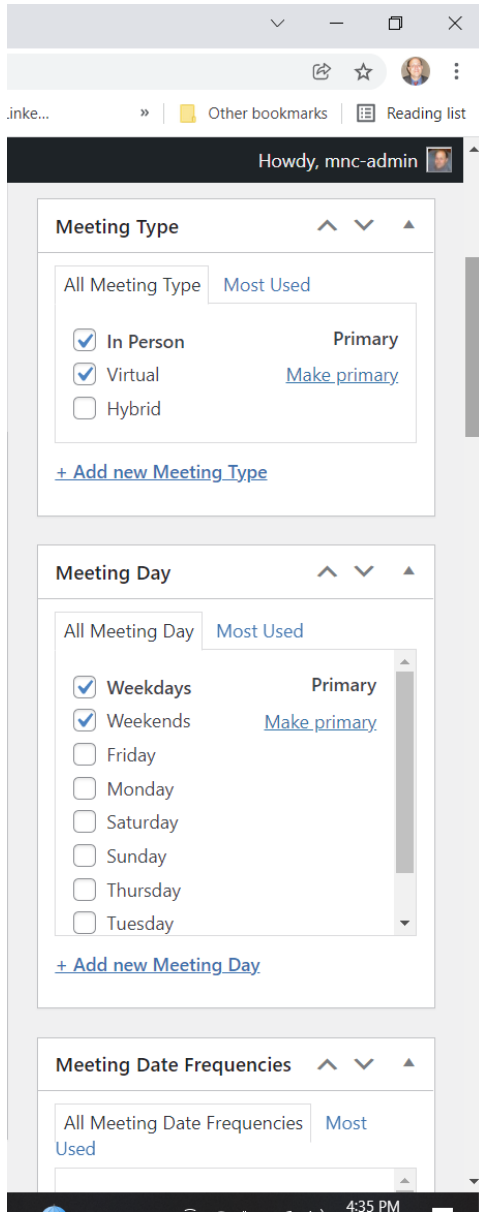 .inke...
»
Other bookmarks
Reading list
Howdy, mnc-admin
Meeting Type
All Meeting Type Most Used
In Person Primary
Virtual Make primary
Hybrid
+ Add new Meeting Type
Meeting Day
All Meeting Day Most Used
Weekdays Primary
Weekends Make primary
Friday
Monday
Saturday
Sunday
Thursday
Tuesday
+ Add new Meeting Day
Meeting Date Frequencies
All Meeting Date Frequencies Most
Used
4:35 PM